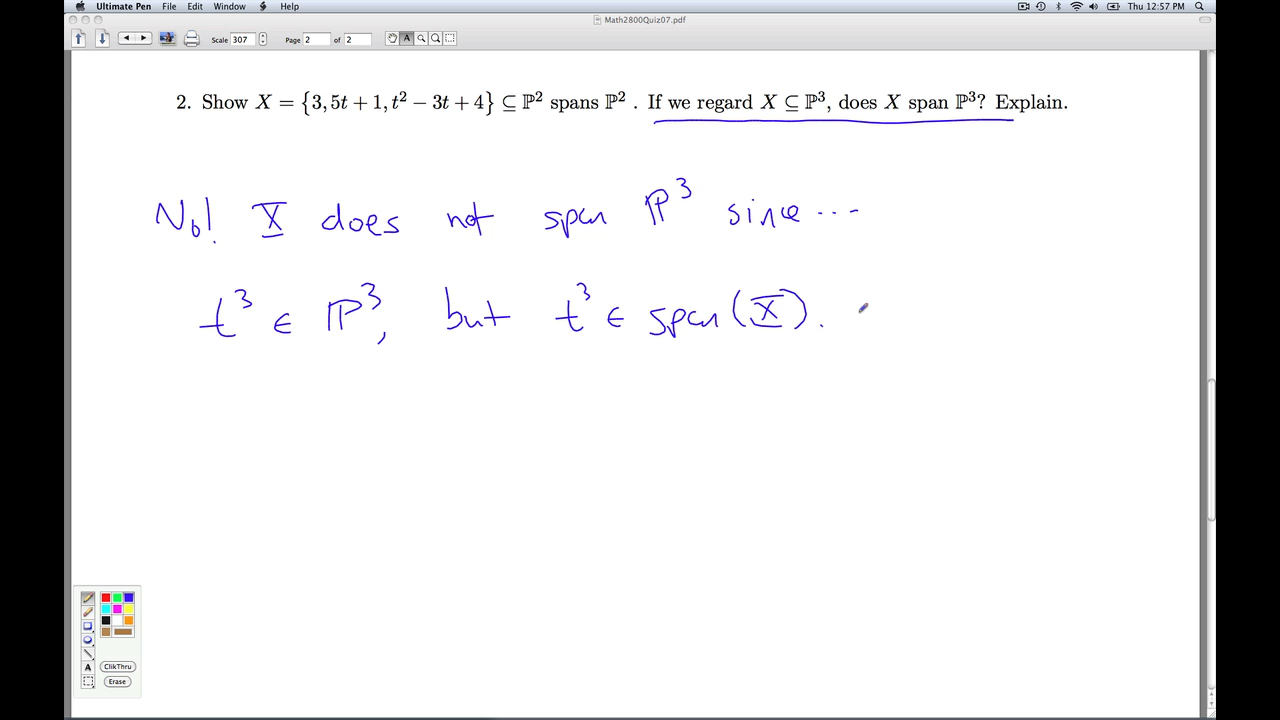 Ultimate Pen File Edit Window Help Thu 12:57 PM
Math2800Quiz07.pdf
Scale 307 Page 2 of 2 A
2. Show X = {3, 5t + 1, t² − 3t + 4} ⊆ ℙ² spans ℙ² . If we regard X ⊆ ℙ³, does X span ℙ³? Explain.
No! X does not span ℙ³ since ...
t³ ∈ ℙ³, but t³ ∈ span(X).
A ClikThru
Erase